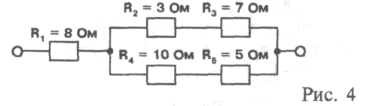 R₂ = 3 Ом R₃ = 7 Ом
R₁ = 8 Ом
R₄ = 10 Ом R₅ = 5 Ом
Рис. 4